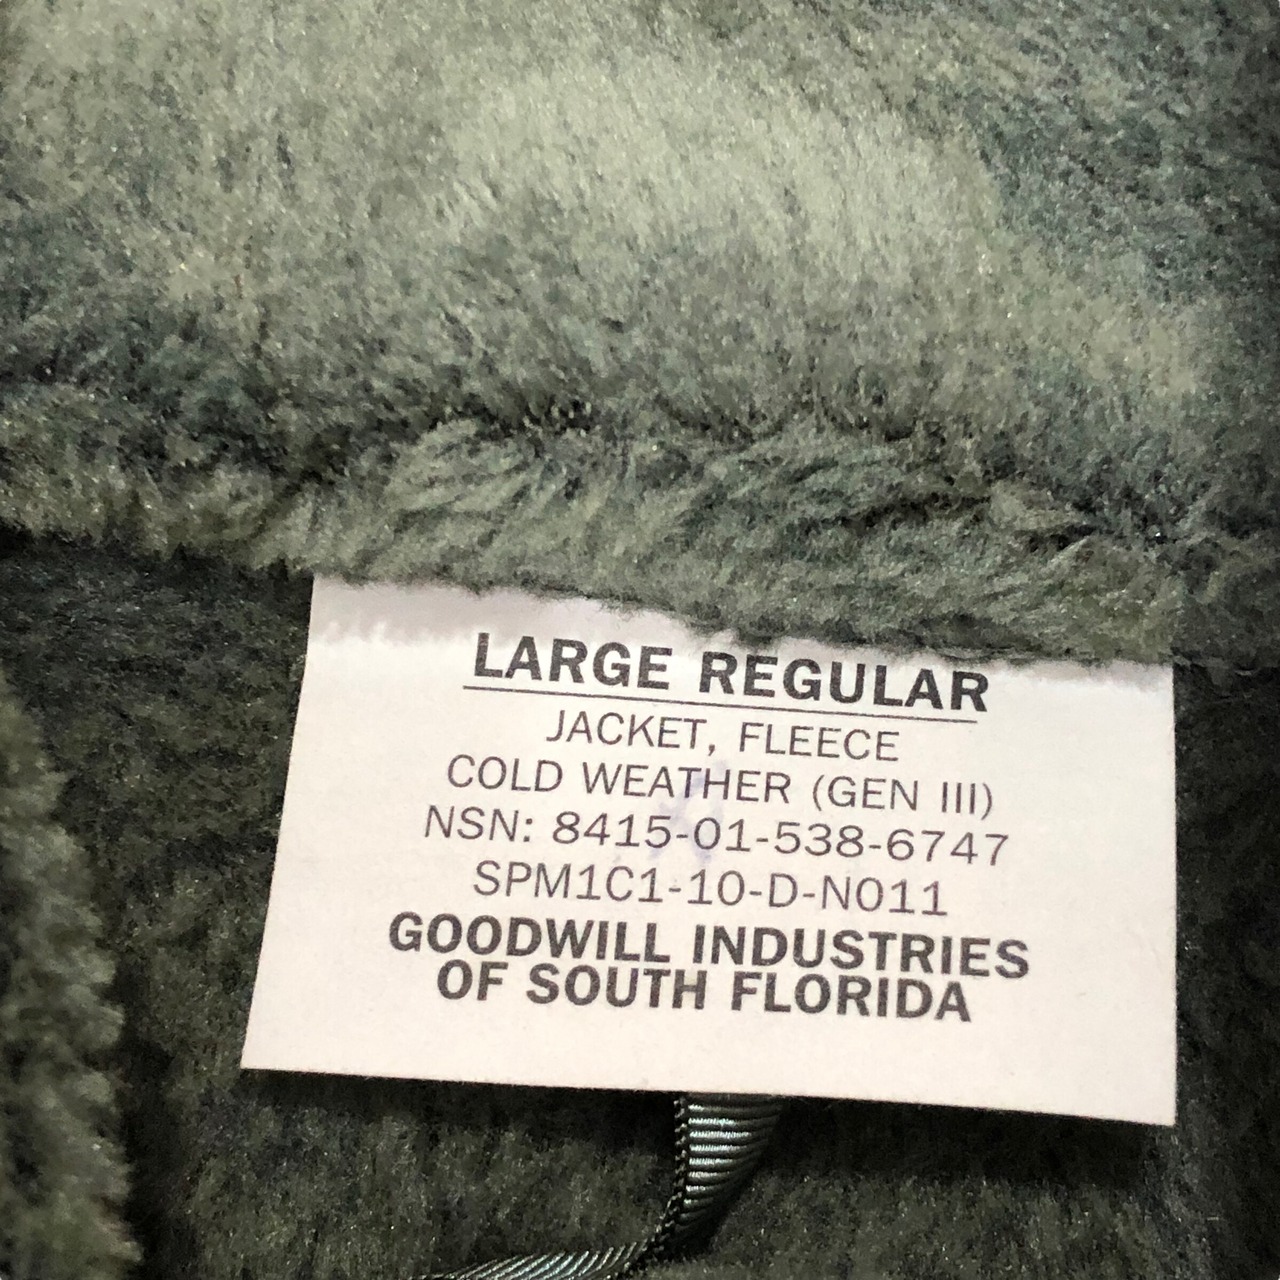 LARGE REGULAR
JACKET, FLEECE
COLD WEATHER (GEN III)
NSN: 8415-01-538-6747
SPM1C1-10-D-N011
GOODWILL INDUSTRIES
OF SOUTH FLORIDA